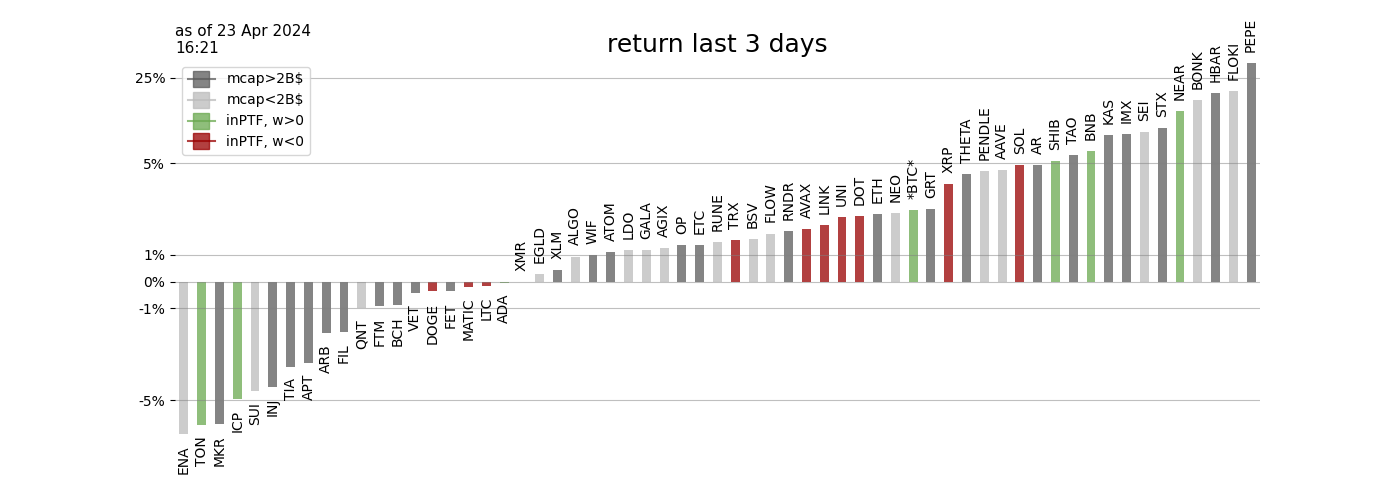 as of 23 Apr 2024
16:21
return last 3 days
mcap>2B$
mcap<2B$
inPTF, w>0
inPTF, w<0
25%
5%
1%
0%
-1%
-5%
ENA
TON
MKR
ICP
SUI
INJ
TIA
APT
ARB
FIL
QNT
FTM
BCH
VET
DOGE
FET
MATIC
LTC
ADA
XMR
EGLD
XLM
ALGO
WIF
ATOM
LDO
GALA
AGIX
OP
ETC
RUNE
TRX
BSV
FLOW
RNDR
AVAX
LINK
UNI
DOT
ETH
NEO
*BTC*
GRT
XRP
THETA
PENDLE
AAVE
SOL
AR
SHIB
TAO
BNB
KAS
IMX
SEI
STX
NEAR
BONK
HBAR
FLOKI
PEPE